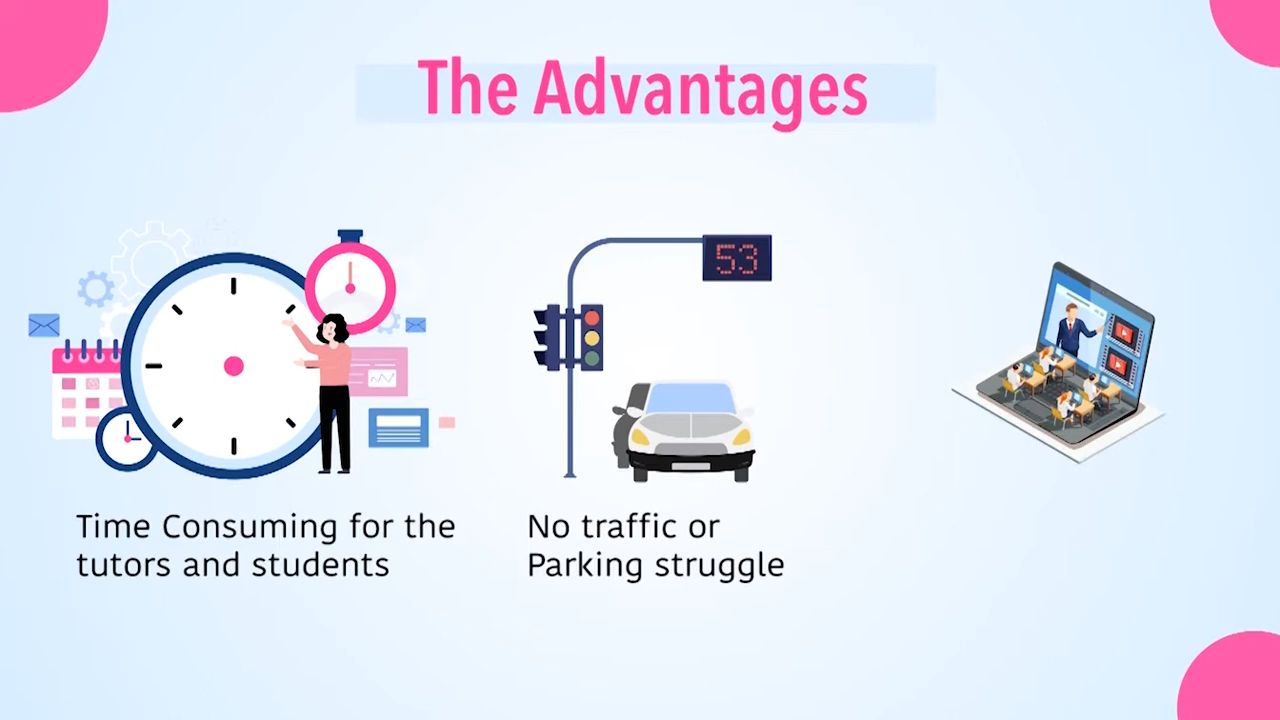 The Advantages
53
Time Consuming for the
tutors and students
No traffic or
Parking struggle